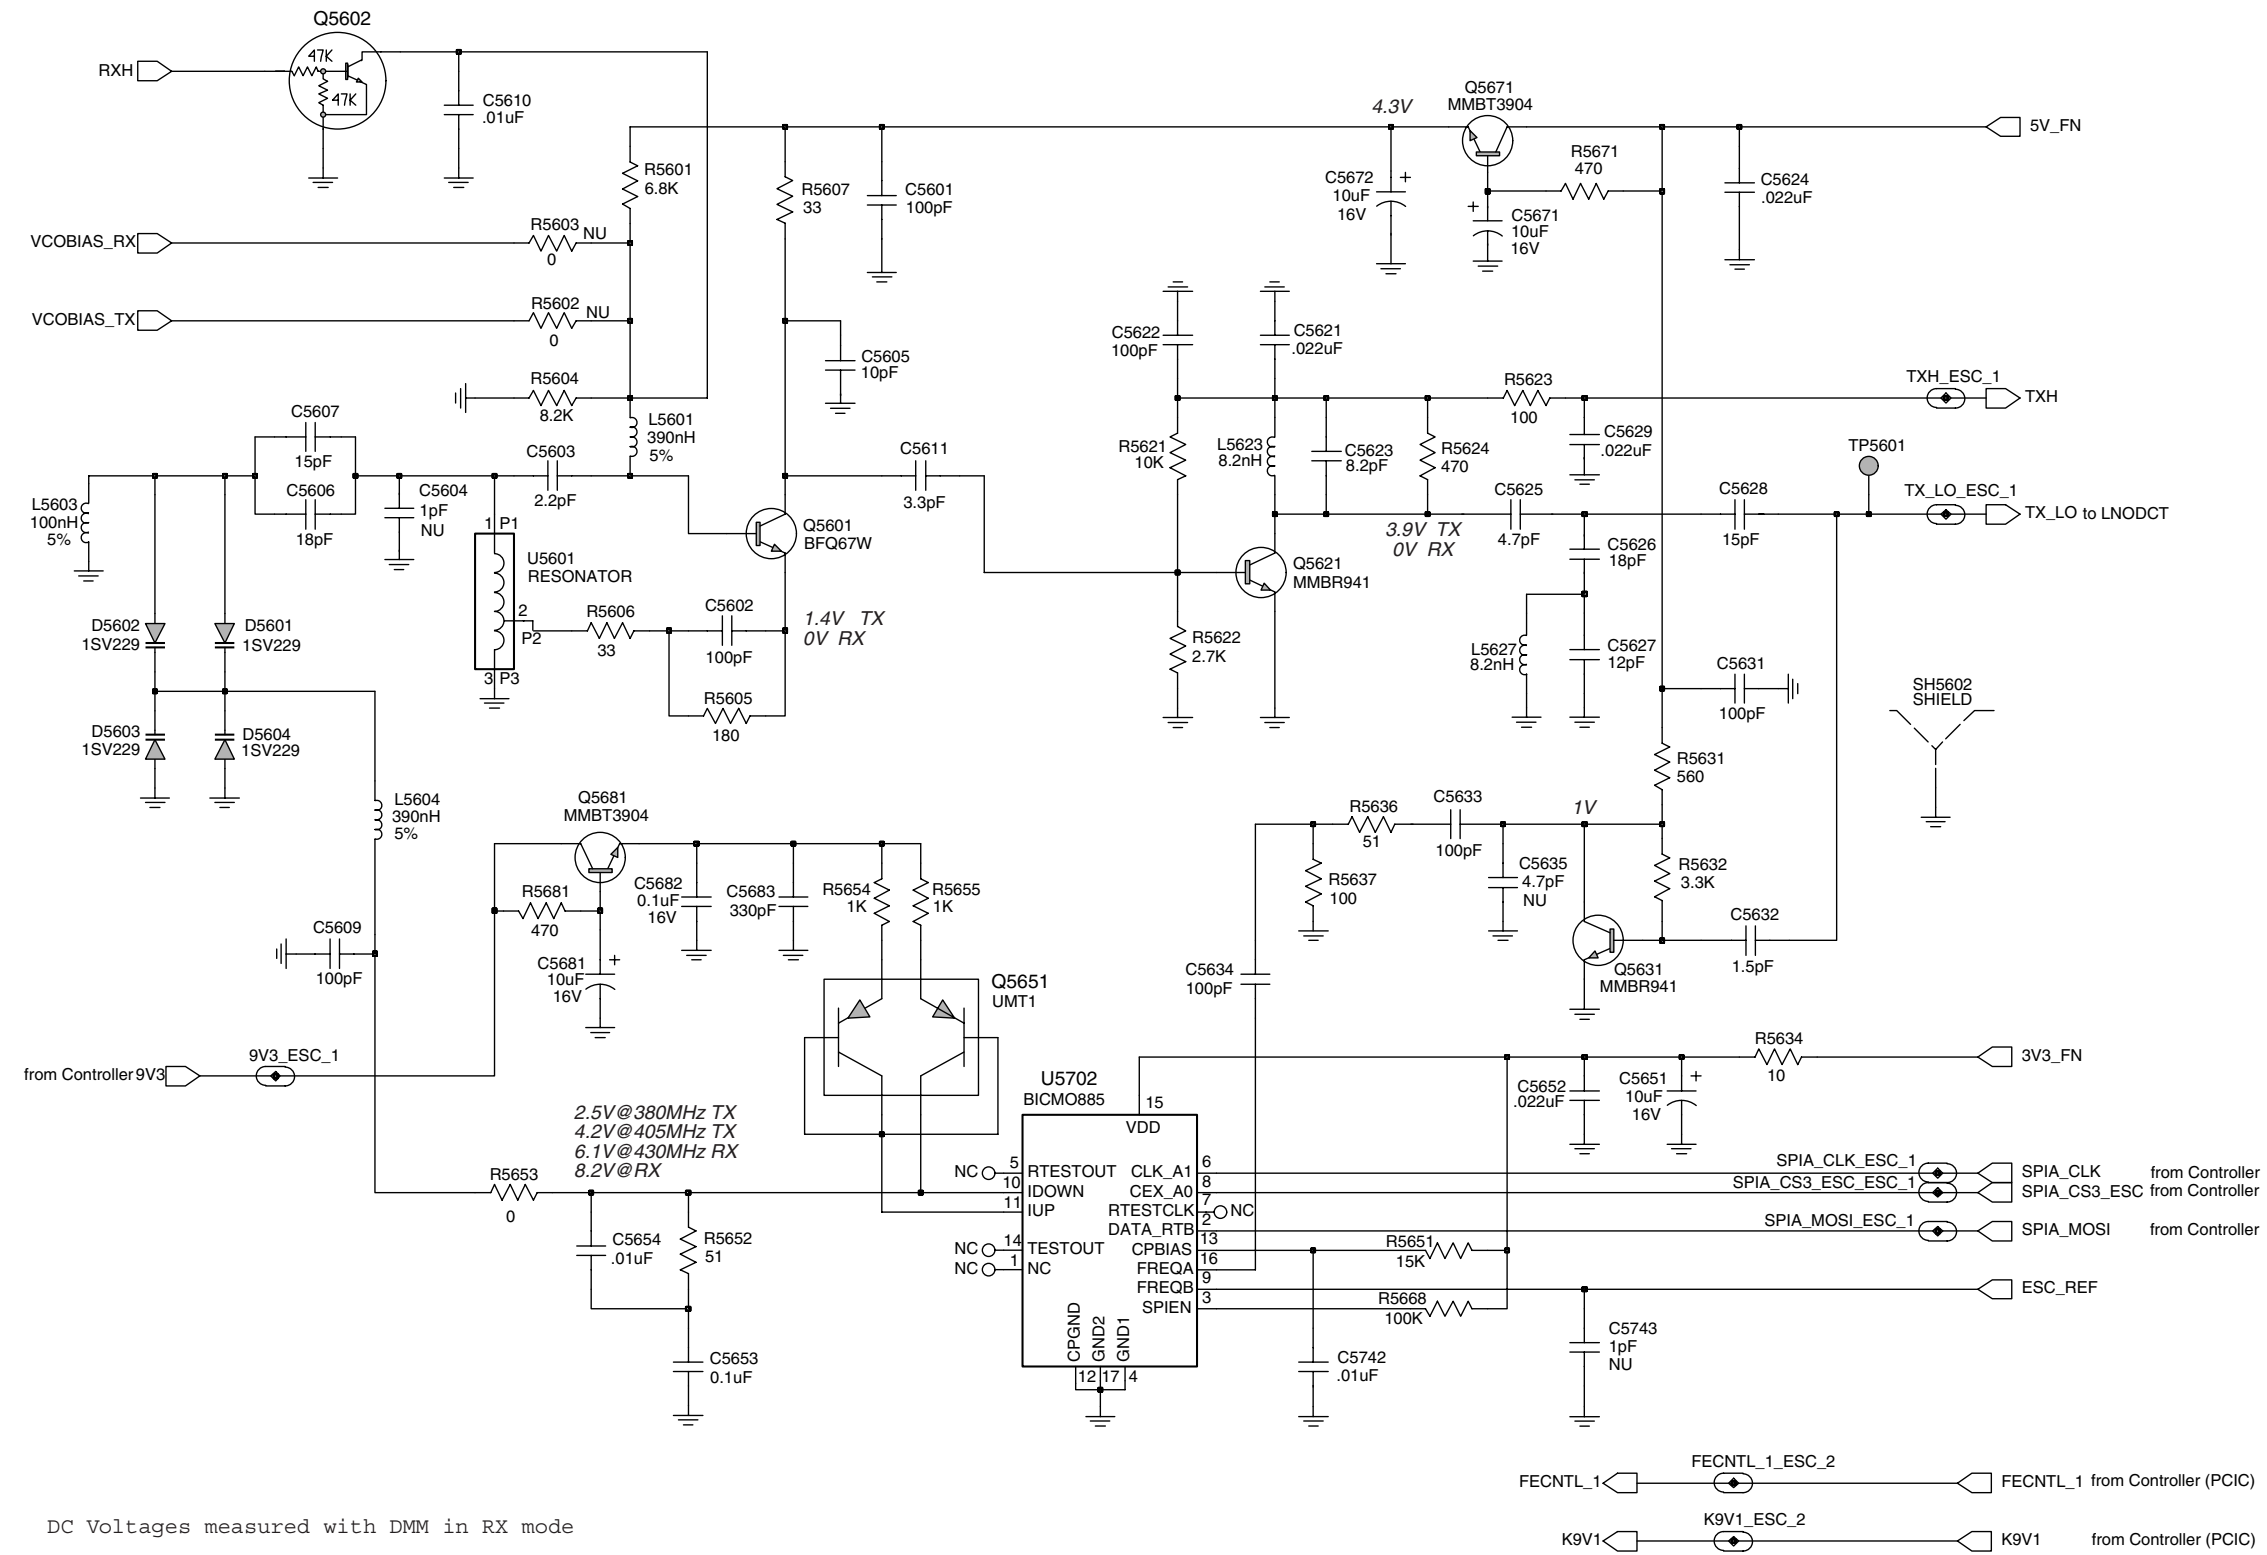 Q5602
RXH
47K
47K
C5610
.01uF
Q5671
MMBT3904
4.3V
5V_FN
R5601
6.8K
R5607
33
C5601
100pF
C5672
10uF
16V
+
R5671
470
+
C5671
10uF
16V
C5624
.022uF
VCOBIAS_RX
R5603
NU
0
VCOBIAS_TX
R5602
NU
0
C5605
10pF
C5622
100pF
C5621
.022uF
R5604
8.2K
R5623
100
TXH_ESC_1
TXH
C5607
15pF
C5606
18pF
L5601
390nH
5%
R5621
10K
L5623
8.2nH
C5623
8.2pF
R5624
470
C5629
.022uF
TP5601
C5603
2.2pF
C5611
3.3pF
L5603
100nH
5%
C5604
1pF
NU
C5625
4.7pF
C5628
15pF
TX_LO_ESC_1
TX_LO to LNODCT
3.9V TX
0V RX
1 P1
U5601
RESONATOR
2
P2
3 P3
Q5601
BFQ67W
Q5621
MMBR941
C5626
18pF
D5602
1SV229
D5601
1SV229
R5606
33
C5602
100pF
1.4V TX
0V RX
R5605
180
R5622
2.7K
L5627
8.2nH
C5627
12pF
C5631
100pF
SH5602
SHIELD
D5603
1SV229
D5604
1SV229
R5631
560
L5604
390nH
5%
Q5681
MMBT3904
R5636
51
C5633
100pF
1V
R5681
470
C5682
0.1uF
16V
C5683
330pF
R5654
1K
R5655
1K
R5637
100
C5635
4.7pF
NU
R5632
3.3K
C5632
1.5pF
C5609
100pF
C5681
10uF
16V
+
Q5651
UMT1
C5634
100pF
Q5631
MMBR941
from Controller 9V3
9V3_ESC_1
R5634
10
3V3_FN
U5702
BICMO885
15
VDD
C5652
.022uF
C5651
10uF
16V
+
2.5V@380MHz TX
4.2V@405MHz TX
6.1V@430MHz RX
8.2V@RX
R5653
0
NC 5 RTESTOUT
10 IDOWN
11 IUP
NC 14 TESTOUT
NC 1 NC
CLK_A1 6
CEX_A0 8
RTESTCLK 7 NC
DATA_RTB 2
CPBIAS 13
FREQA 16
FREQB 9
SPIEN 3
CPGND
GND2
GND1
12 17 4
SPIA_CLK_ESC_1
SPIA_CLK from Controller
SPIA_CS3_ESC_ESC_1
SPIA_CS3_ESC from Controller
SPIA_MOSI_ESC_1
SPIA_MOSI from Controller
R5651
15K
ESC_REF
R5668
100K
C5654
.01uF
R5652
51
C5653
0.1uF
C5742
.01uF
C5743
1pF
NU
FECNTL_1
FECNTL_1_ESC_2
FECNTL_1 from Controller (PCIC)
K9V1
K9V1_ESC_2
K9V1 from Controller (PCIC)
DC Voltages measured with DMM in RX mode